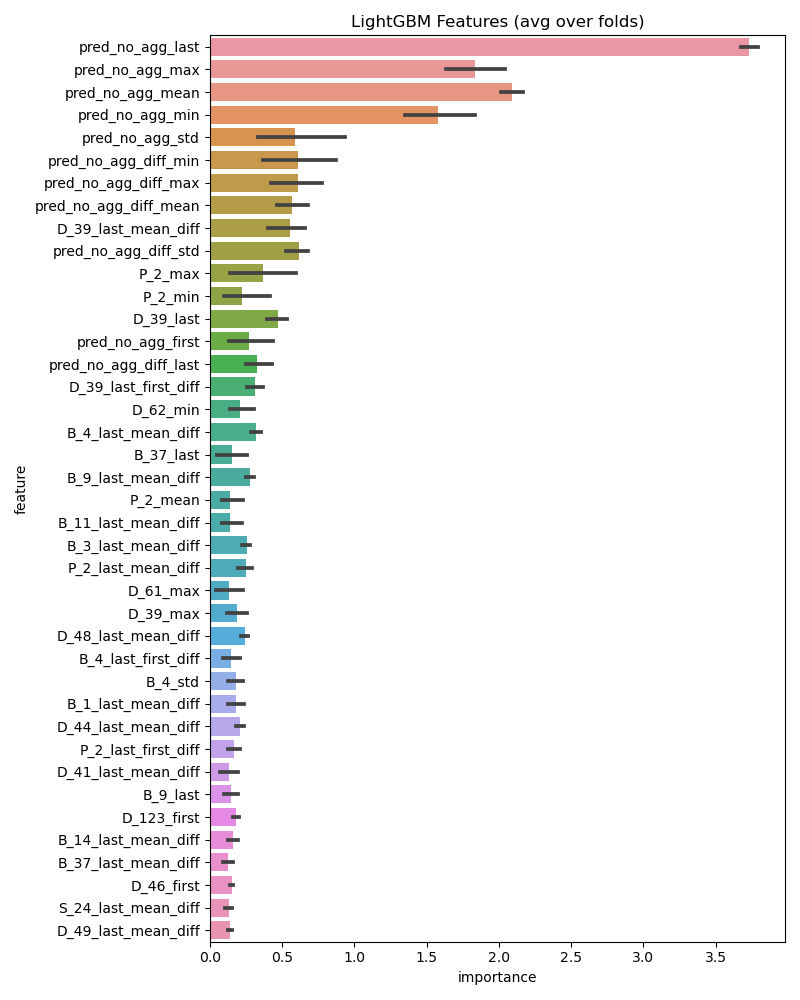 LightGBM Features (avg over folds)
pred_no_agg_last
pred_no_agg_max
pred_no_agg_mean
pred_no_agg_min
pred_no_agg_std
pred_no_agg_diff_min
pred_no_agg_diff_max
pred_no_agg_diff_mean
D_39_last_mean_diff
pred_no_agg_diff_std
P_2_max
P_2_min
D_39_last
pred_no_agg_first
pred_no_agg_diff_last
D_39_last_first_diff
D_62_min
B_4_last_mean_diff
B_37_last
B_9_last_mean_diff
P_2_mean
B_11_last_mean_diff
B_3_last_mean_diff
P_2_last_mean_diff
D_61_max
D_39_max
D_48_last_mean_diff
B_4_last_first_diff
B_4_std
B_1_last_mean_diff
D_44_last_mean_diff
P_2_last_first_diff
D_41_last_mean_diff
B_9_last
D_123_first
B_14_last_mean_diff
B_37_last_mean_diff
D_46_first
S_24_last_mean_diff
D_49_last_mean_diff
feature
0.0 0.5 1.0 1.5 2.0 2.5 3.0 3.5
importance